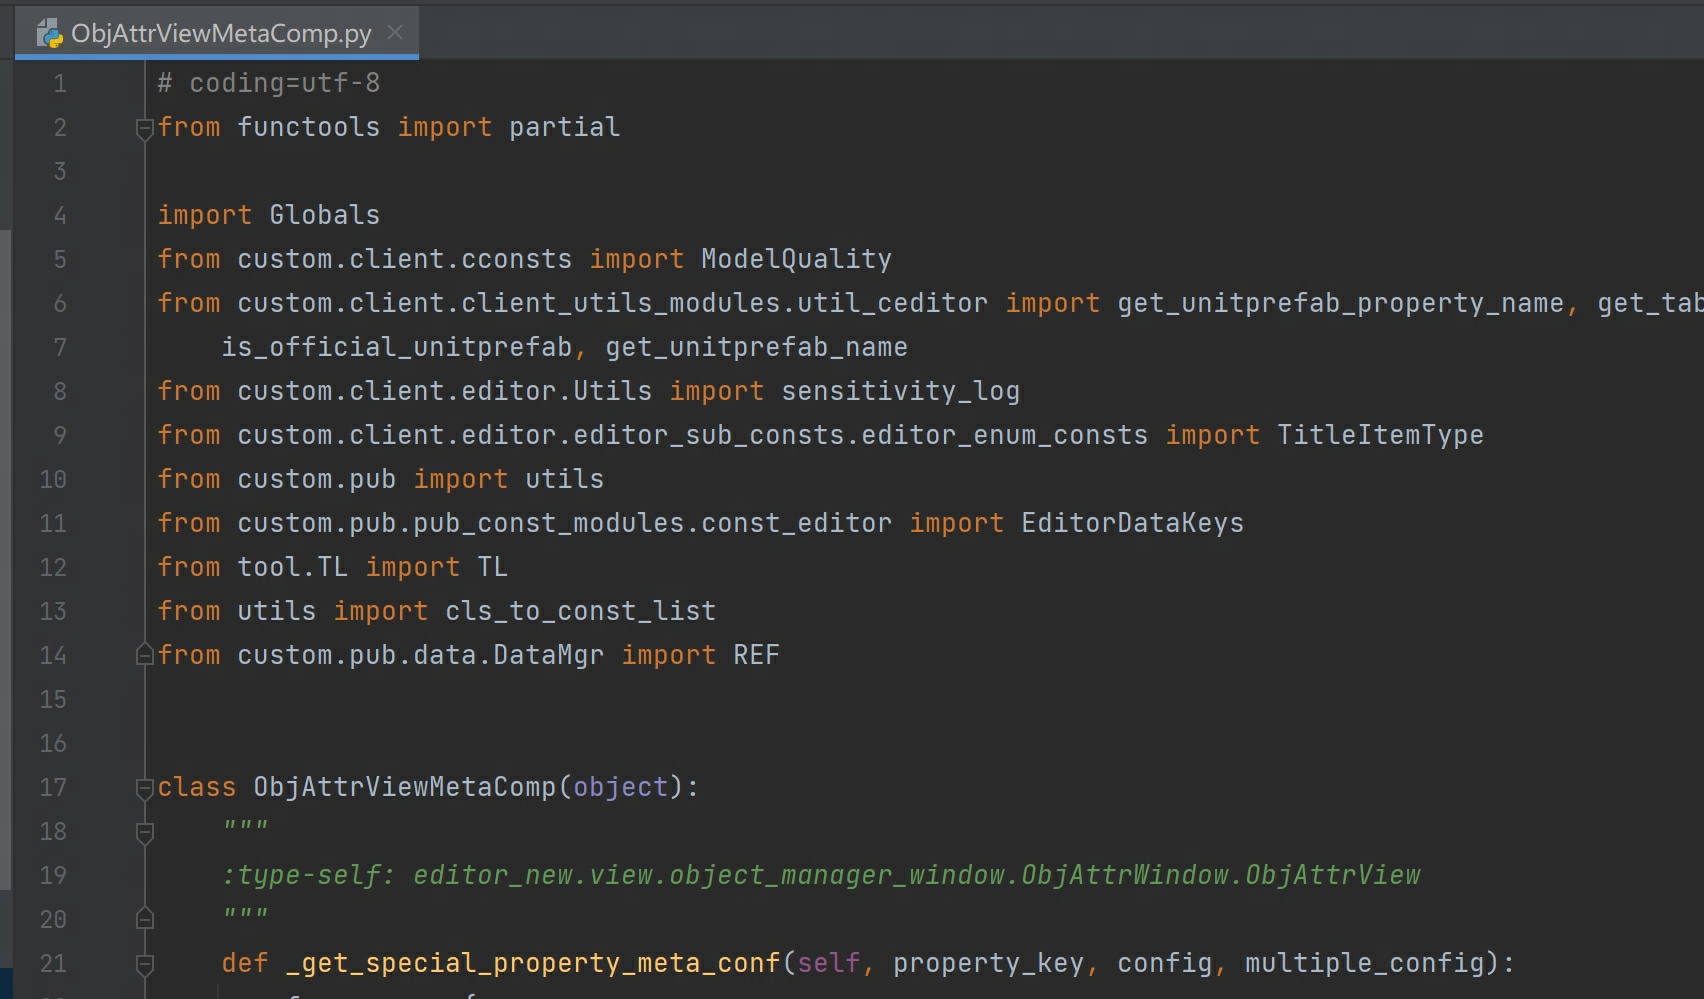 ObjAttrViewMetaComp.py
1 # coding=utf-8
2 from functools import partial
3
4 import Globals
5 from custom.client.cconsts import ModelQuality
6 from custom.client.client_utils_modules.util_ceditor import get_unitprefab_property_name, get_tab
7 is_official_unitprefab, get_unitprefab_name
8 from custom.client.editor.Utils import sensitivity_log
9 from custom.client.editor.editor_sub_consts.editor_enum_consts import TitleItemType
10 from custom.pub import utils
11 from custom.pub.pub_const_modules.const_editor import EditorDataKeys
12 from tool.TL import TL
13 from utils import cls_to_const_list
14 from custom.pub.data.DataMgr import REF
15
16
17 class ObjAttrViewMetaComp(object):
18 """
19 :type-self: editor_new.view.object_manager_window.ObjAttrWindow.ObjAttrView
20 """
21 def _get_special_property_meta_conf(self, property_key, config, multiple_config):